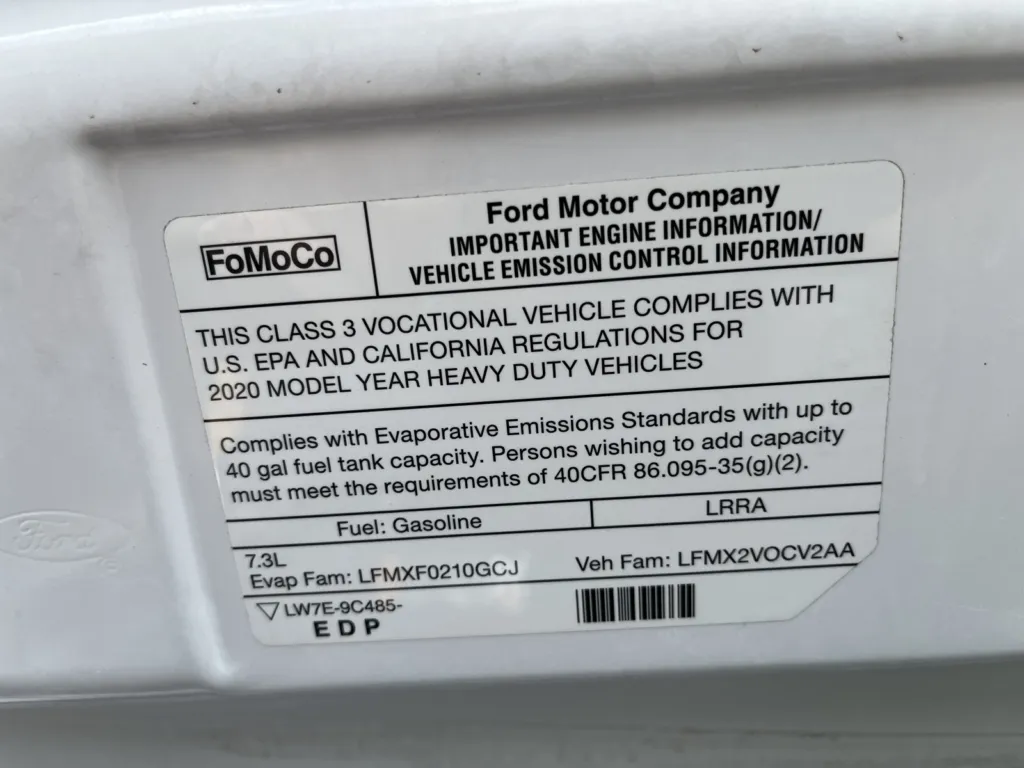 FoMoCo
Ford Motor Company
IMPORTANT ENGINE INFORMATION/
VEHICLE EMISSION CONTROL INFORMATION
THIS CLASS 3 VOCATIONAL VEHICLE COMPLIES WITH
U.S. EPA AND CALIFORNIA REGULATIONS FOR
2020 MODEL YEAR HEAVY DUTY VEHICLES
Complies with Evaporative Emissions Standards with up to
40 gal fuel tank capacity. Persons wishing to add capacity
must meet the requirements of 40CFR 86.095-35(g)(2).
Fuel: Gasoline
LRRA
7.3L
Evap Fam: LFMXF0210GCJ
Veh Fam: LFMX2VOCV2AA
LW7E-9C485-
EDP
Ford